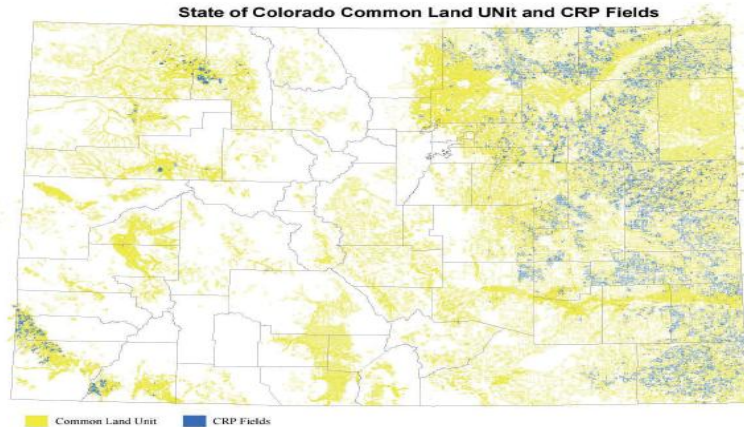 State of Colorado Common Land UNit and CRP Fields
Common Land Unit
CRP Fields